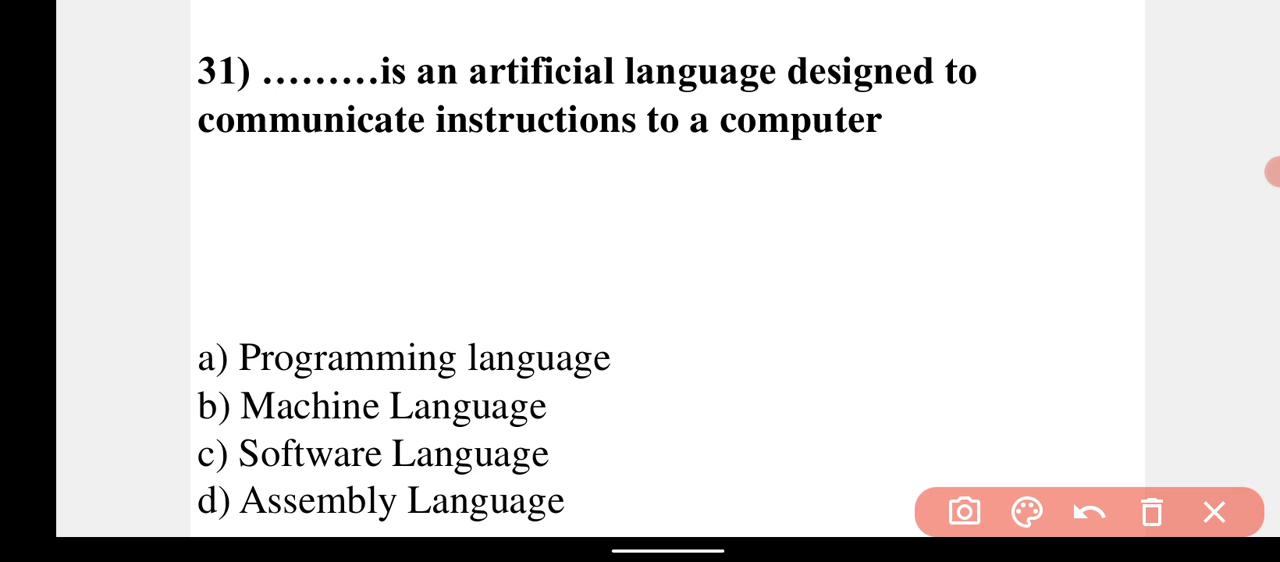 31) .........is an artificial language designed to
communicate instructions to a computer
a) Programming language
b) Machine Language
c) Software Language
d) Assembly Language